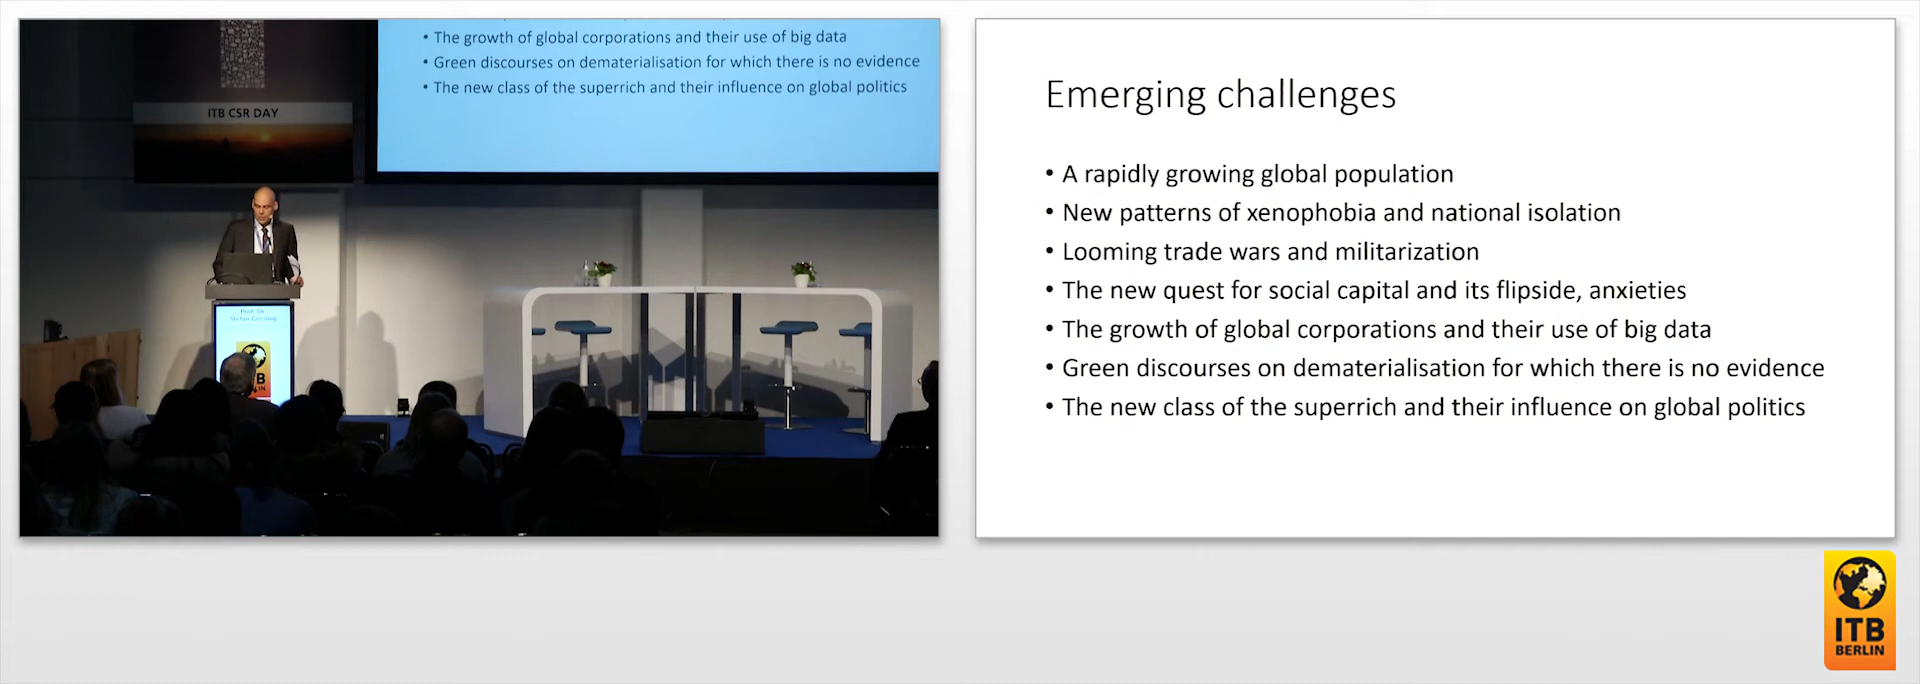 • The growth of global corporations and their use of big data
• Green discourses on dematerialisation for which there is no evidence
• The new class of the superrich and their influence on global politics
ITB CSR DAY
Prof. Dr.
Stefan Gössling
Emerging challenges
• A rapidly growing global population
• New patterns of xenophobia and national isolation
• Looming trade wars and militarization
• The new quest for social capital and its flipside, anxieties
• The growth of global corporations and their use of big data
• Green discourses on dematerialisation for which there is no evidence
• The new class of the superrich and their influence on global politics
ITB
BERLIN